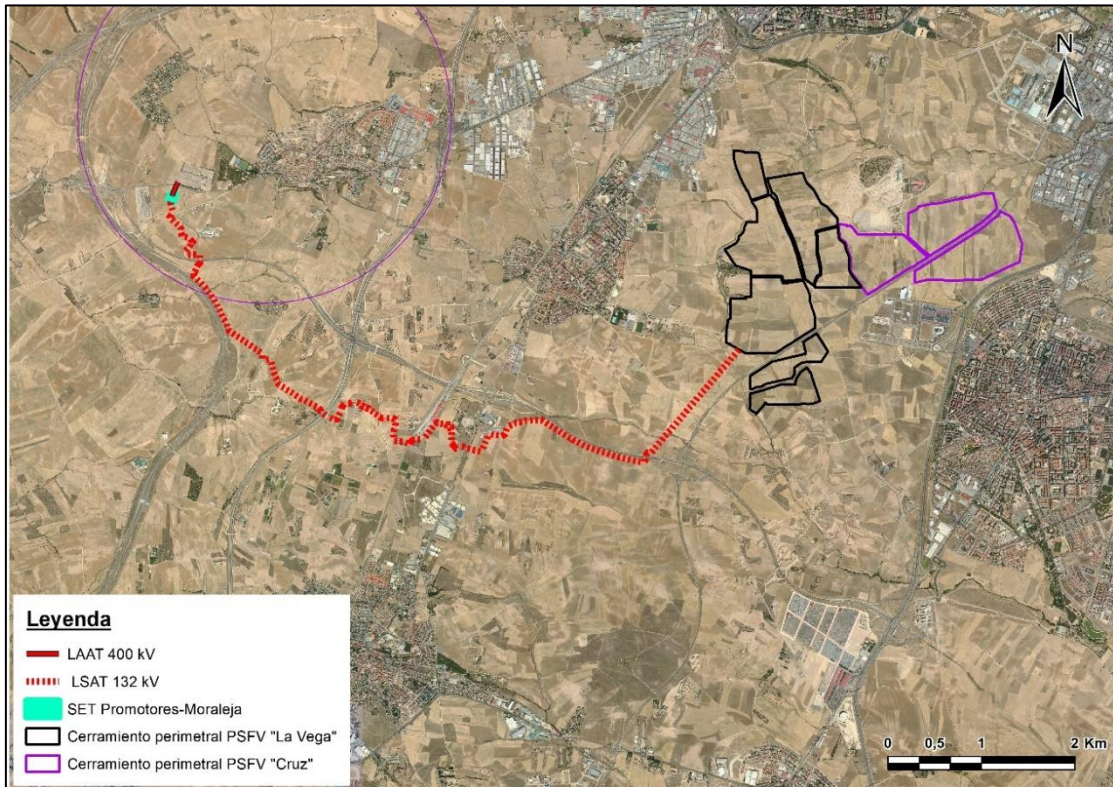 N
Leyenda
LAAT 400 kV
LSAT 132 kV
SET Promotores-Moraleja
Cerramiento perimetral PSFV "La Vega"
Cerramiento perimetral PSFV "Cruz"
0 0,5 1 2 Km